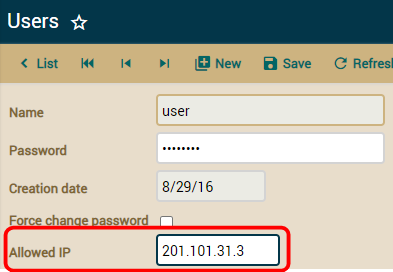 Users
List New Save Refresh
Name user
Password ••••••••
Creation date 8/29/16
Force change password
Allowed IP 201.101.31.3